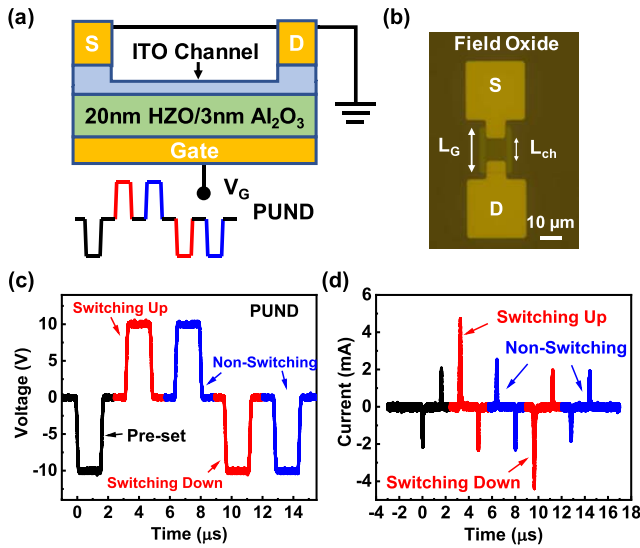 (a)
S
D
ITO Channel
20nm HZO/3nm Al₂O₃
Gate
V_G
PUND
(b)
Field Oxide
S
L_G
L_ch
D
10 μm
(c)
Switching Up
PUND
Non-Switching
Pre-set
Switching Down
Voltage (V)
10
5
0
-5
-10
0 2 4 6 8 10 12 14
Time (μs)
(d)
Switching Up
Non-Switching
Switching Down
Current (mA)
6
4
2
0
-2
-4
-4 -2 0 2 4 6 8 10 12 14 16 18
Time (μs)